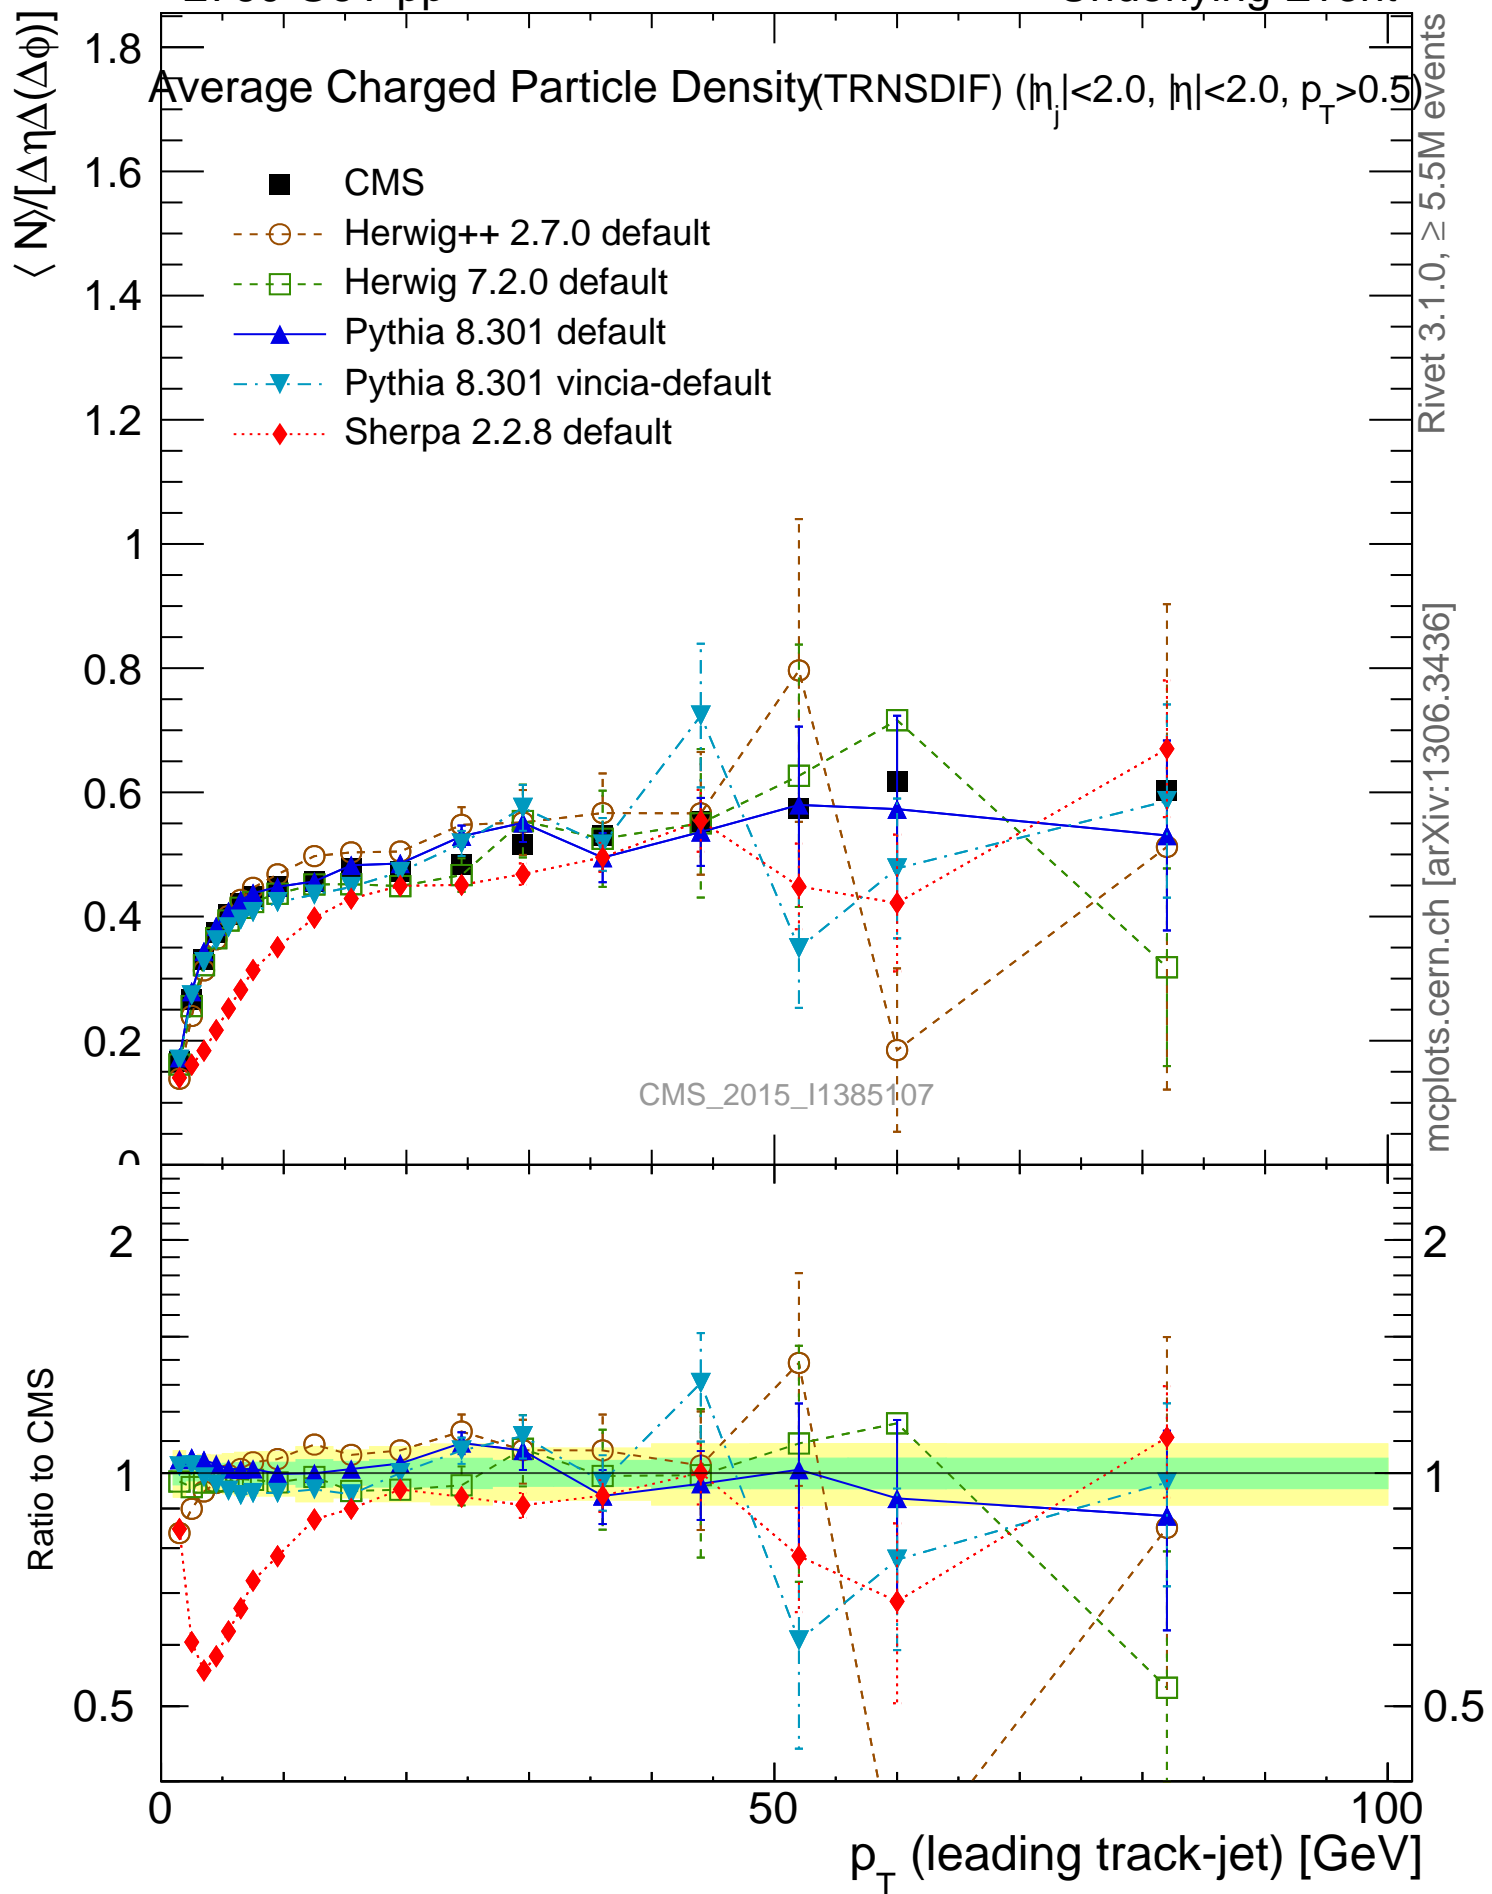 ⟨ N⟩/[ΔηΔ(Δϕ)]
Average Charged Particle Density(TRNSDIF) (|ηj|<2.0, |η|<2.0, pT>0.5)
CMS
Herwig++ 2.7.0 default
Herwig 7.2.0 default
Pythia 8.301 default
Pythia 8.301 vincia-default
Sherpa 2.2.8 default
1.8
1.6
1.4
1.2
1
0.8
0.6
0.4
0.2
CMS_2015_I1385107
Rivet 3.1.0, ≥ 5.5M events
mcplots.cern.ch [arXiv:1306.3436]
Ratio to CMS
2
1
0.5
2
1
0.5
0
50
100
pT (leading track-jet) [GeV]